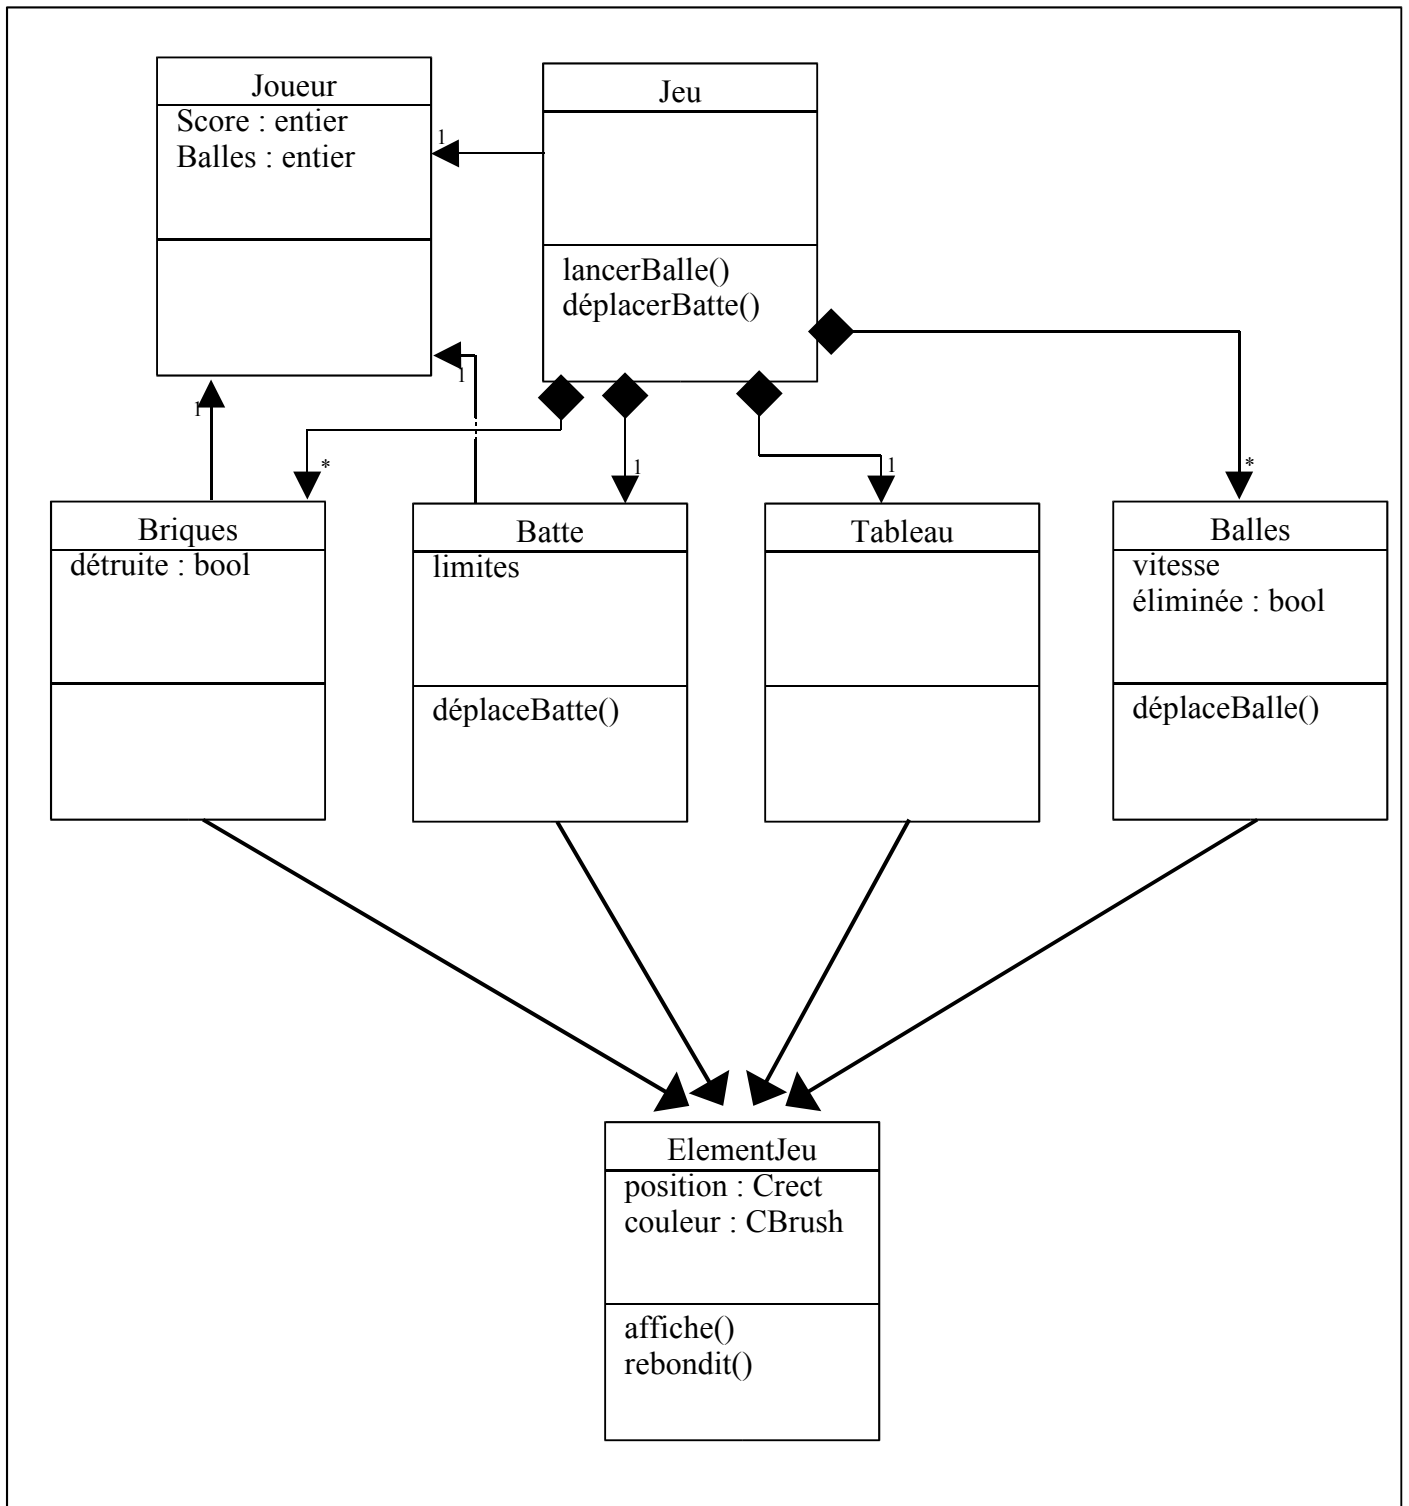 Joueur
Score : entier
Balles : entier
Jeu
lancerBalle()
déplacerBatte()
1
1
1
*
1
1
*
Briques
détruite : bool
Batte
limites
déplaceBatte()
Tableau
Balles
vitesse
éliminée : bool
déplaceBalle()
ElementJeu
position : Crect
couleur : CBrush
affiche()
rebondit()